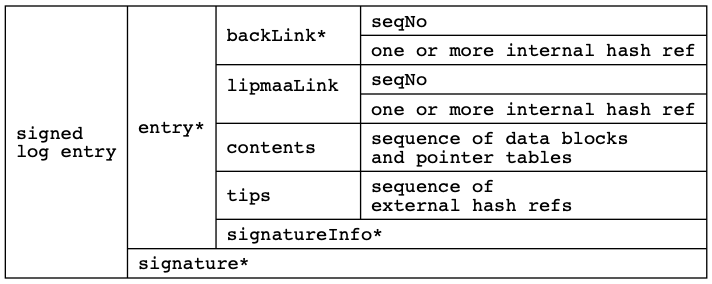 signed
log entry
entry*
backLink*
seqNo
one or more internal hash ref
lipmaaLink
seqNo
one or more internal hash ref
contents
sequence of data blocks
and pointer tables
tips
sequence of
external hash refs
signatureInfo*
signature*